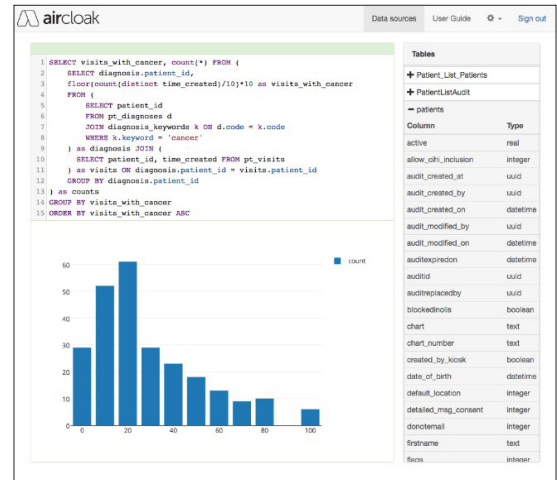 aircloak
Data sources User Guide Sign out
1 SELECT visits_with_cancer, count(*) FROM (
2 SELECT diagnosis.patient_id,
3 floor(count(distinct time_created)/10)*10 as visits_with_cancer
4 FROM (
5 SELECT patient_id
6 FROM pt_diagnoses d
7 JOIN diagnosis_keywords k ON d.code = k.code
8 WHERE k.keyword = 'cancer'
9 ) as diagnosis JOIN (
10 SELECT patient_id, time_created FROM pt_visits
11 ) as visits ON diagnosis.patient_id = visits.patient_id
12 GROUP BY diagnosis.patient_id
13 ) as counts
14 GROUP BY visits_with_cancer
15 ORDER BY visits_with_cancer ASC
count
60
50
40
30
20
10
0
0 20 40 60 80 100
Tables
+ Patient_List_Patients
+ PatientListAudit
− patients
Column Type
active real
allow_cihi_inclusion integer
audit_created_at uuid
audit_created_by uuid
audit_created_on datetime
audit_modified_by uuid
audit_modified_on datetime
auditexpiredon datetime
auditid uuid
auditreplacedby uuid
blockedinolis boolean
chart text
chart_number text
created_by_kiosk boolean
date_of_birth datetime
default_location integer
detailed_msg_consent integer
donotemail integer
firstname text
flags integer